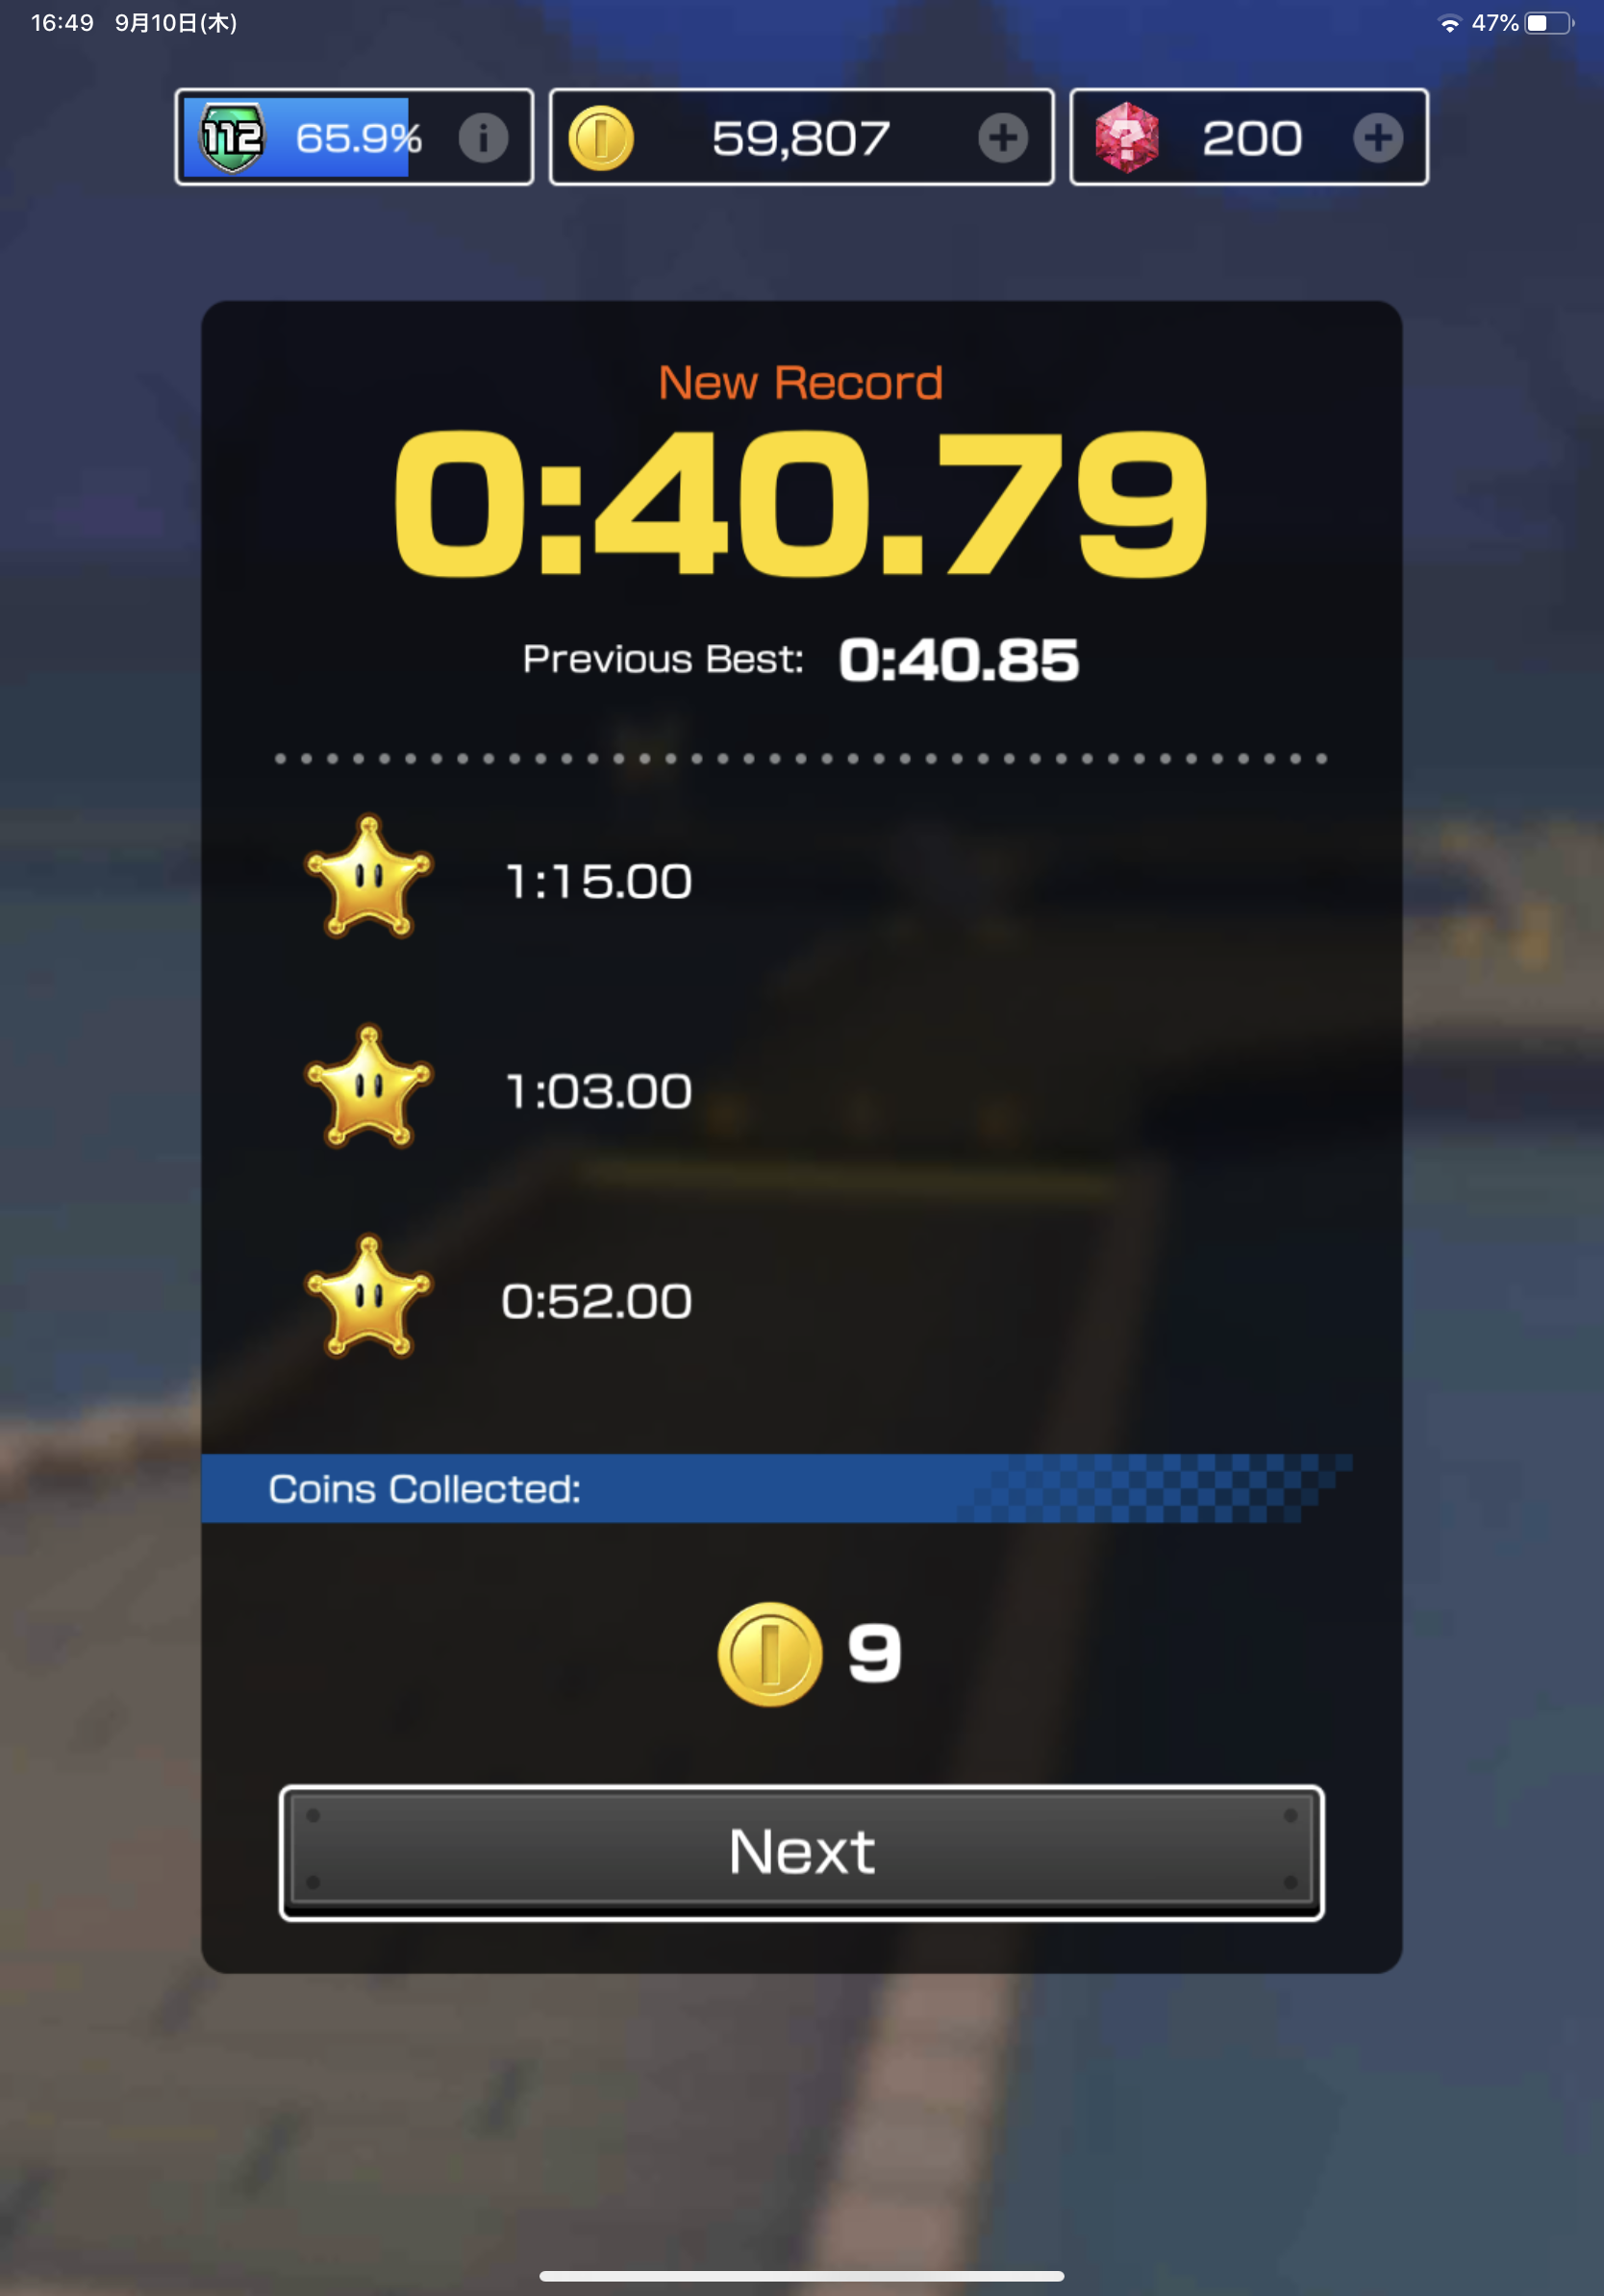 16:49 9月10日(木) 47%
112 65.9% i 59,807 + ? 200 +
New Record
0:40.79
Previous Best: 0:40.85
1:15.00
1:03.00
0:52.00
Coins Collected:
9
Next